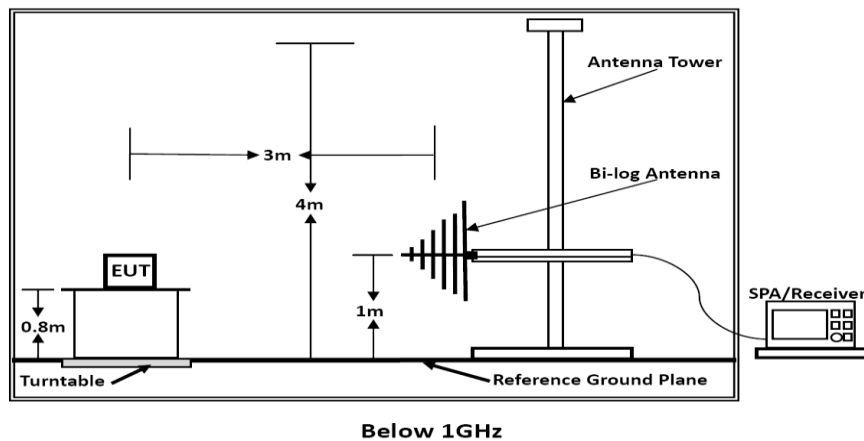 Antenna Tower
3m
Bi-log Antenna
4m
EUT
1m
SPA/Receiver
0.8m
Turntable
Reference Ground Plane
Below 1GHz